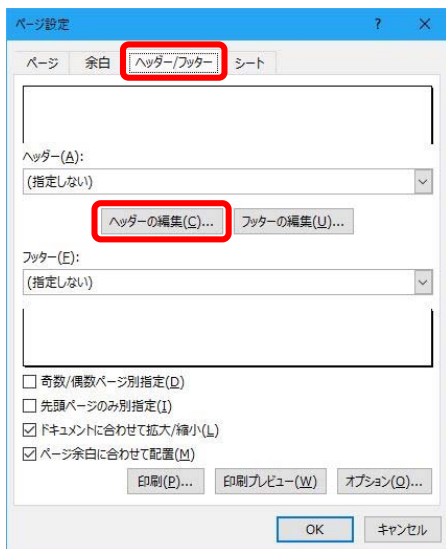 ページ設定 ? ×
ページ 余白 ヘッダー/フッター シート
ヘッダー(A):
(指定しない)
ヘッダーの編集(C)... フッターの編集(U)...
フッター(F):
(指定しない)
奇数/偶数ページ別指定(D)
先頭ページのみ別指定(I)
ドキュメントに合わせて拡大/縮小(L)
ページ余白に合わせて配置(M)
印刷(P)... 印刷プレビュー(W) オプション(O)...
OK キャンセル